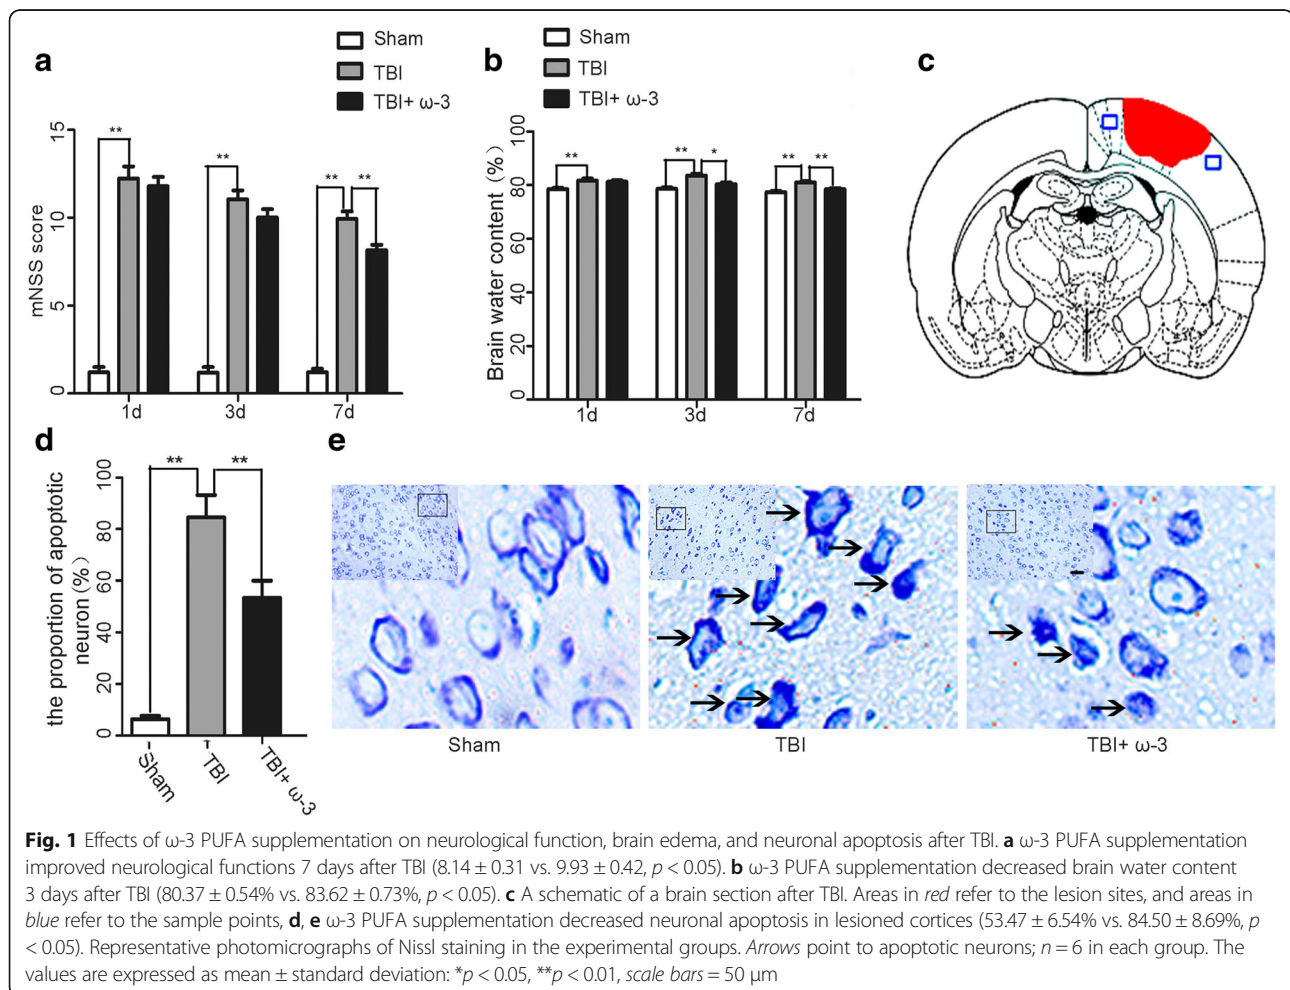 a
Sham
TBI
TBI+ ω-3
mNSS score
15
10
5
0
**
**
** **
1d 3d 7d
b
Sham
TBI
TBI+ ω-3
Brain water content (%)
100
80
60
40
20
0
**
** *
** **
1d 3d 7d
c
d
the proportion of apoptotic
neuron (%)
100
80
60
40
20
0
** **
Sham
TBI
TBI+ ω-3
e
Sham TBI TBI+ ω-3
Fig. 1 Effects of ω-3 PUFA supplementation on neurological function, brain edema, and neuronal apoptosis after TBI. a ω-3 PUFA supplementation
improved neurological functions 7 days after TBI (8.14 ± 0.31 vs. 9.93 ± 0.42, p < 0.05). b ω-3 PUFA supplementation decreased brain water content
3 days after TBI (80.37 ± 0.54% vs. 83.62 ± 0.73%, p < 0.05). c A schematic of a brain section after TBI. Areas in red refer to the lesion sites, and areas in
blue refer to the sample points, d, e ω-3 PUFA supplementation decreased neuronal apoptosis in lesioned cortices (53.47 ± 6.54% vs. 84.50 ± 8.69%, p
< 0.05). Representative photomicrographs of Nissl staining in the experimental groups. Arrows point to apoptotic neurons; n = 6 in each group. The
values are expressed as mean ± standard deviation: *p < 0.05, **p < 0.01, scale bars = 50 μm